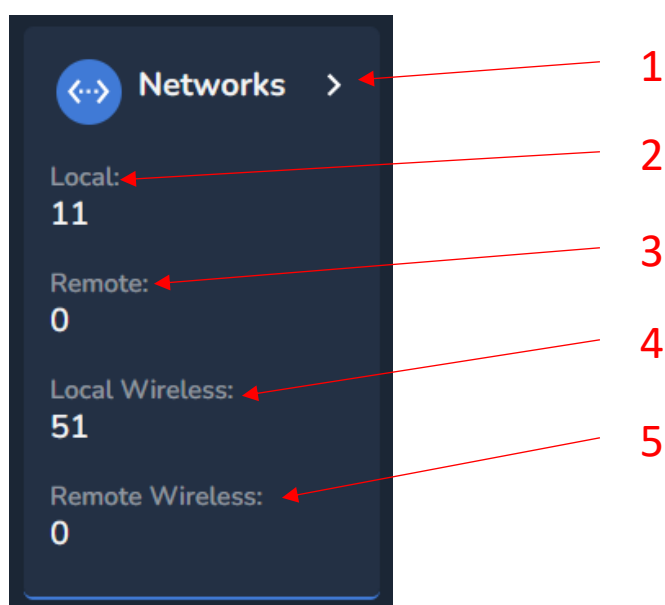 Networks > 1
Local: 2
11
Remote: 3
0
Local Wireless: 4
51
Remote Wireless: 5
0